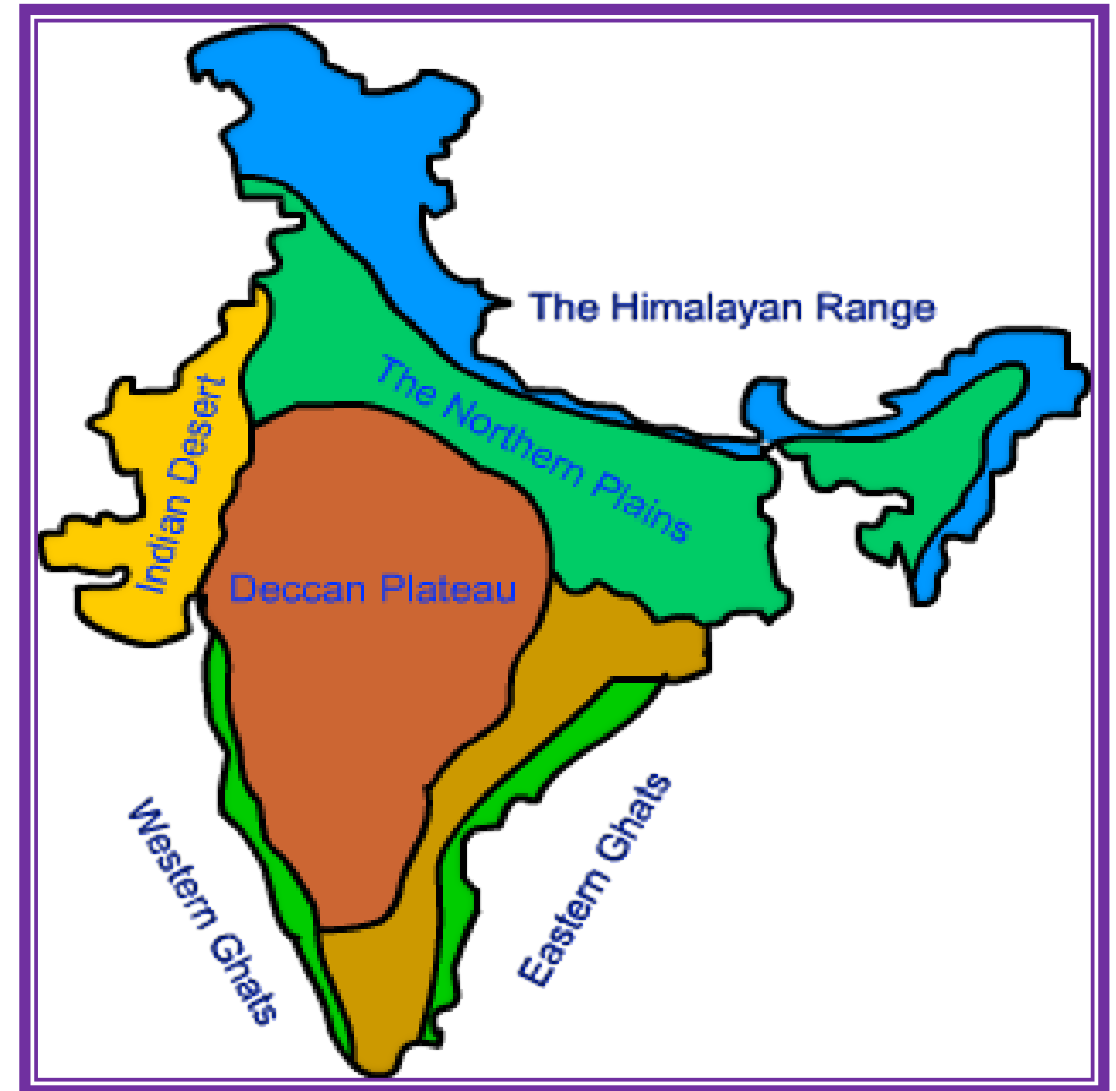 The Himalayan Range
The Northern Plains
Indian Desert
Deccan Plateau
Western Ghats
Eastern Ghats